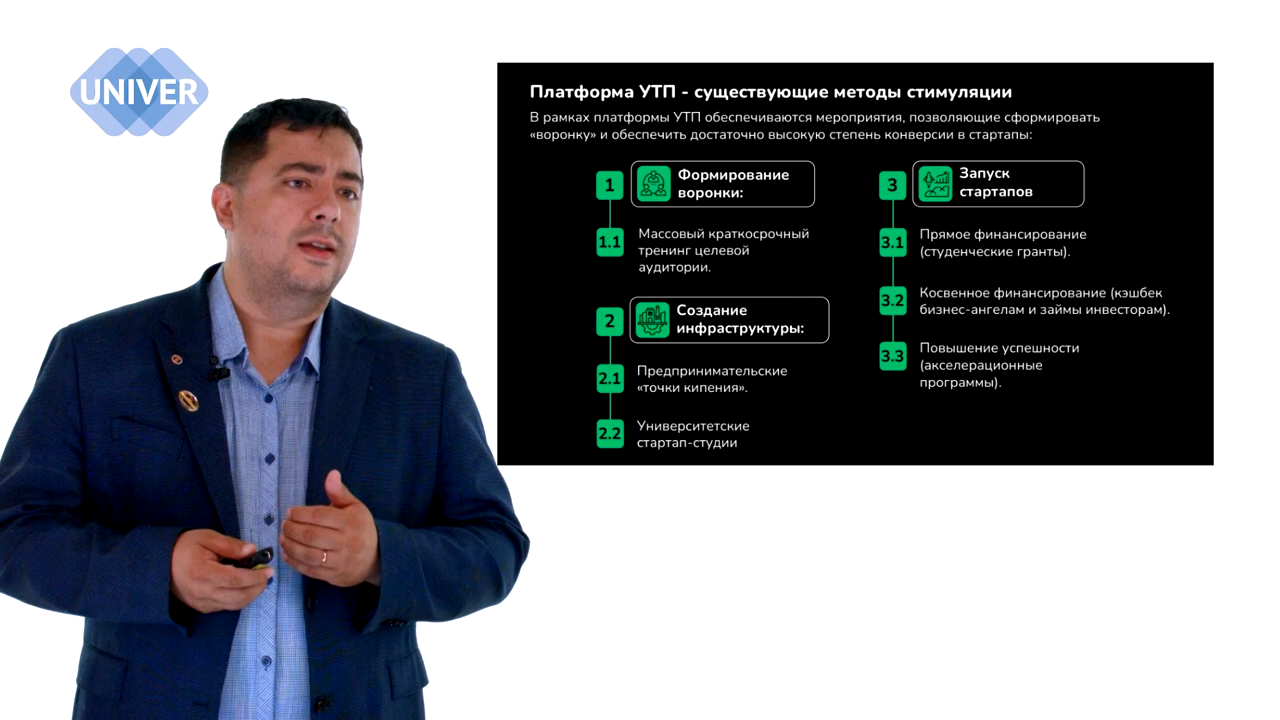 UNIVER
Платформа УТП - существующие методы стимуляции
В рамках платформы УТП обеспечиваются мероприятия, позволяющие сформировать
«воронку» и обеспечить достаточно высокую степень конверсии в стартапы:
1
Формирование
воронки:
1.1
Массовый краткосрочный
тренинг целевой
аудитории.
2
Создание
инфраструктуры:
2.1
Предпринимательские
«точки кипения».
2.2
Университетские
стартап-студии
3
Запуск
стартапов
3.1
Прямое финансирование
(студенческие гранты).
3.2
Косвенное финансирование (кэшбек
бизнес-ангелам и займы инвесторам).
3.3
Повышение успешности
(акселерационные
программы).